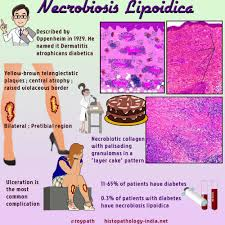 Necrobiosis Lipoidica
Described by
Oppenheim in 1929. He
named it Dermatitis
atrophicans diabetica
Yellow-brown telangiectatic
plaques ; central atrophy ;
raised violaceous border
Bilateral ; Pretibial region
Necrobiotic collagen
with palisading
granulomas in a
'layer cake' pattern
Ulceration is
the most
common
complication
11-65% of patients have diabetes
0.3% of patients with diabetes
have necrobiosis lipoidica
histopathology-india.net